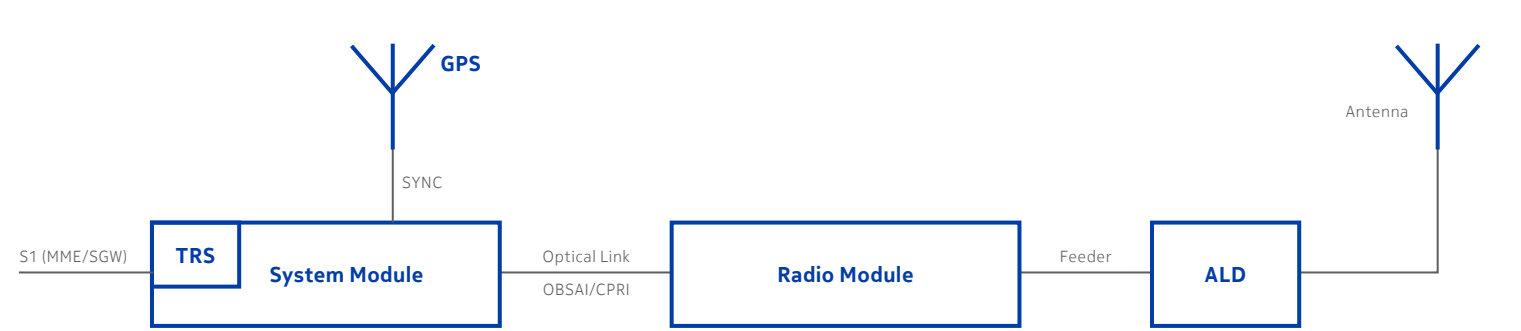 GPS
Antenna
SYNC
S1 (MME/SGW)
TRS
System Module
Optical Link
OBSAI/CPRI
Radio Module
Feeder
ALD